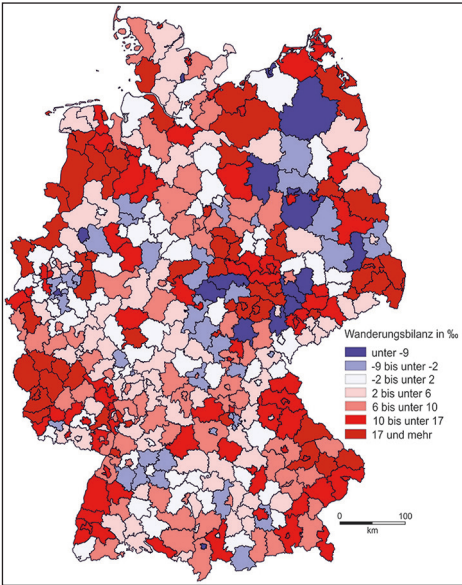 Wanderungsbilanz in ‰
unter -9
-9 bis unter -2
-2 bis unter 2
2 bis unter 6
6 bis unter 10
10 bis unter 17
17 und mehr
0 100
km